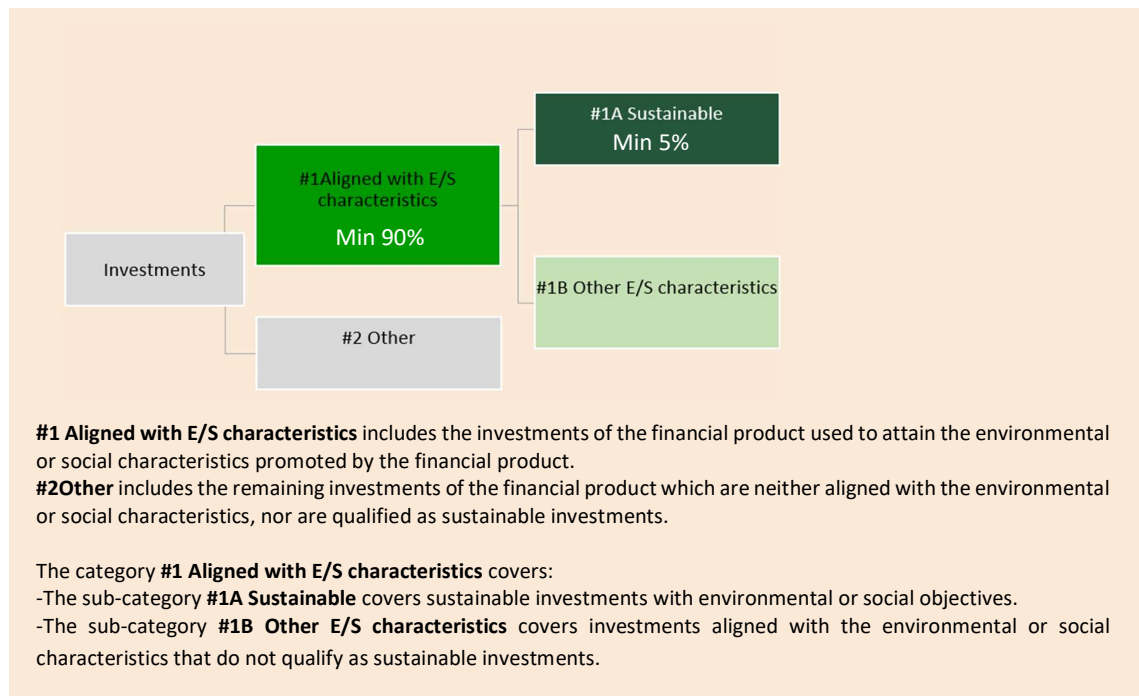 #1A Sustainable
Min 5%
#1Aligned with E/S
characteristics
Min 90%
Investments
#1B Other E/S characteristics
#2 Other
#1 Aligned with E/S characteristics includes the investments of the financial product used to attain the environmental
or social characteristics promoted by the financial product.
#2Other includes the remaining investments of the financial product which are neither aligned with the environmental
or social characteristics, nor are qualified as sustainable investments.
The category #1 Aligned with E/S characteristics covers:
-The sub-category #1A Sustainable covers sustainable investments with environmental or social objectives.
-The sub-category #1B Other E/S characteristics covers investments aligned with the environmental or social
characteristics that do not qualify as sustainable investments.